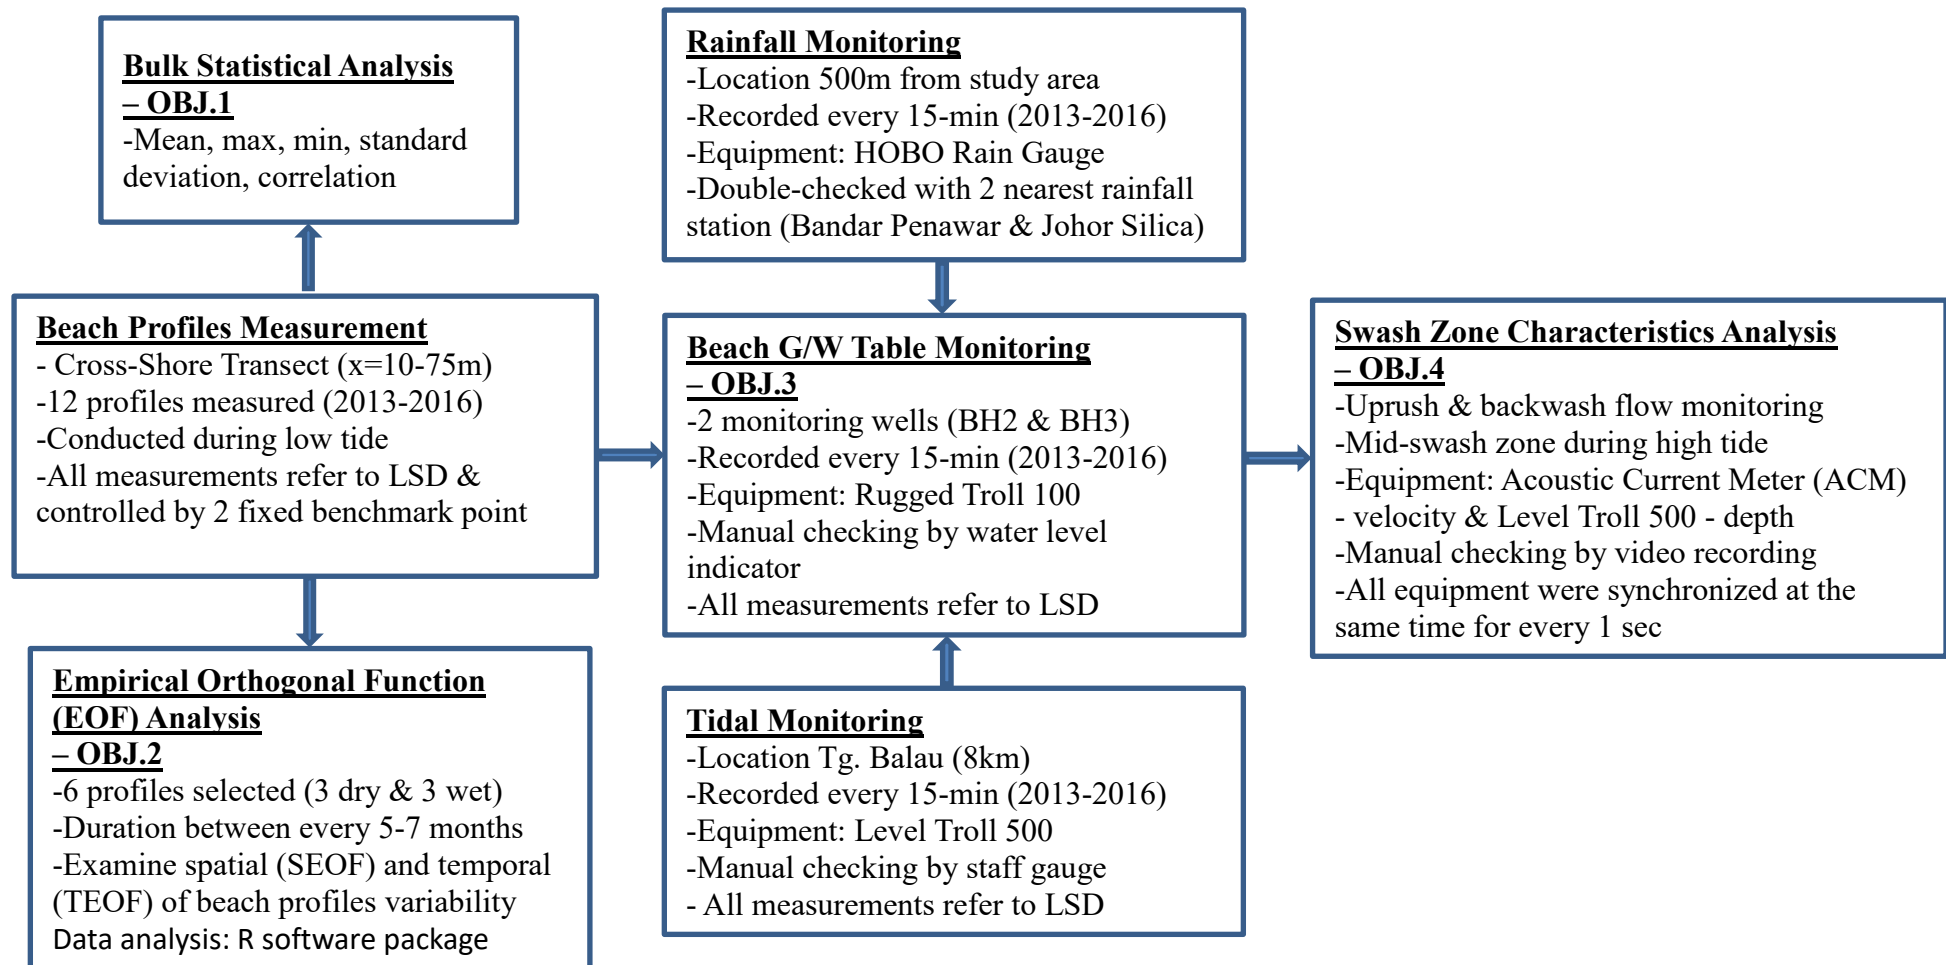 Bulk Statistical Analysis
– OBJ.1
-Mean, max, min, standard
deviation, correlation
Rainfall Monitoring
-Location 500m from study area
-Recorded every 15-min (2013-2016)
-Equipment: HOBO Rain Gauge
-Double-checked with 2 nearest rainfall
station (Bandar Penawar & Johor Silica)
Beach Profiles Measurement
- Cross-Shore Transect (x=10-75m)
-12 profiles measured (2013-2016)
-Conducted during low tide
-All measurements refer to LSD &
controlled by 2 fixed benchmark point
Beach G/W Table Monitoring
– OBJ.3
-2 monitoring wells (BH2 & BH3)
-Recorded every 15-min (2013-2016)
-Equipment: Rugged Troll 100
-Manual checking by water level
indicator
-All measurements refer to LSD
Swash Zone Characteristics Analysis
– OBJ.4
-Uprush & backwash flow monitoring
-Mid-swash zone during high tide
-Equipment: Acoustic Current Meter (ACM)
- velocity & Level Troll 500 - depth
-Manual checking by video recording
-All equipment were synchronized at the
same time for every 1 sec
Empirical Orthogonal Function
(EOF) Analysis
– OBJ.2
-6 profiles selected (3 dry & 3 wet)
-Duration between every 5-7 months
-Examine spatial (SEOF) and temporal
(TEOF) of beach profiles variability
Data analysis: R software package
Tidal Monitoring
-Location Tg. Balau (8km)
-Recorded every 15-min (2013-2016)
-Equipment: Level Troll 500
-Manual checking by staff gauge
- All measurements refer to LSD